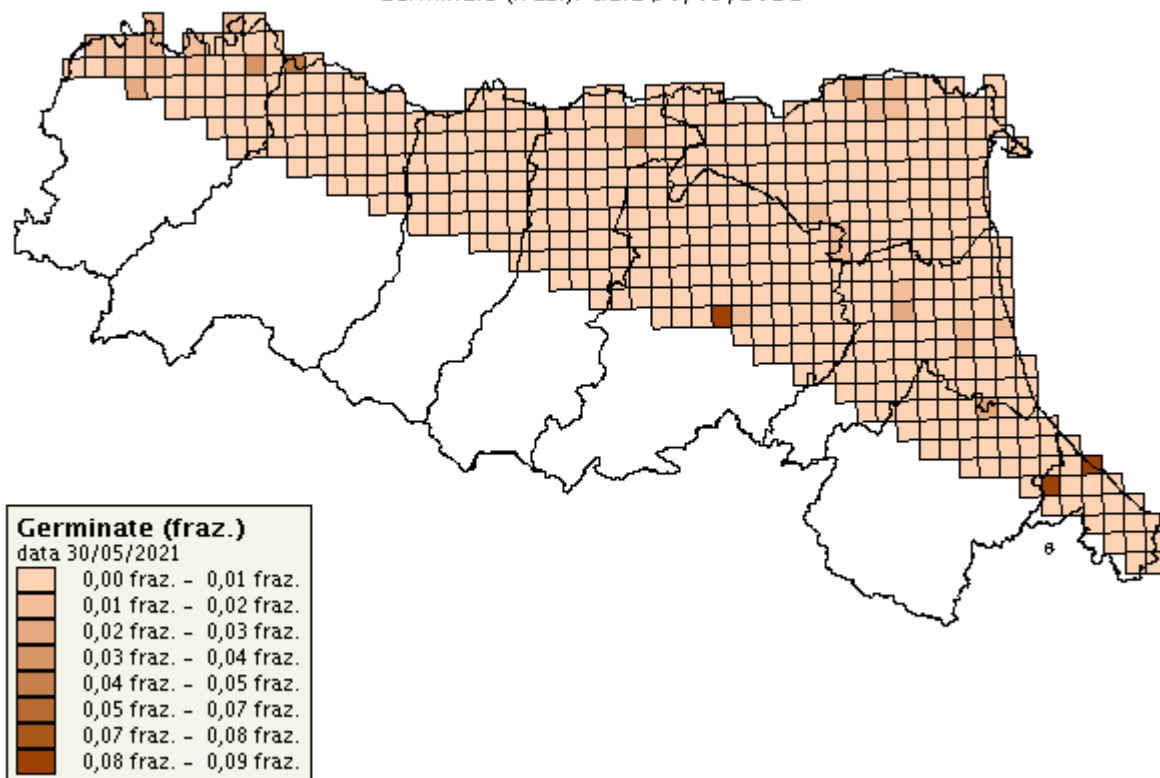 Germinate (fraz.)
data 30/05/2021
0,00 fraz. - 0,01 fraz.
0,01 fraz. - 0,02 fraz.
0,02 fraz. - 0,03 fraz.
0,03 fraz. - 0,04 fraz.
0,04 fraz. - 0,05 fraz.
0,05 fraz. - 0,07 fraz.
0,07 fraz. - 0,08 fraz.
0,08 fraz. - 0,09 fraz.